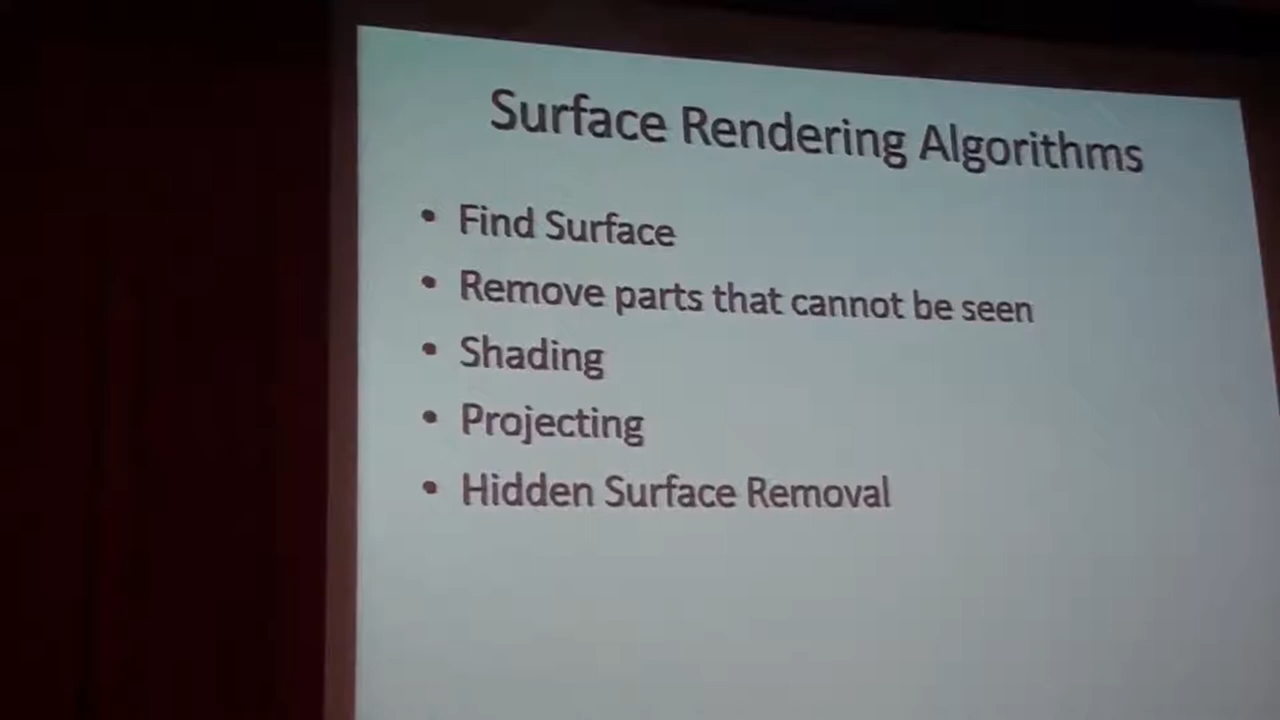 Surface Rendering Algorithms
• Find Surface
• Remove parts that cannot be seen
• Shading
• Projecting
• Hidden Surface Removal